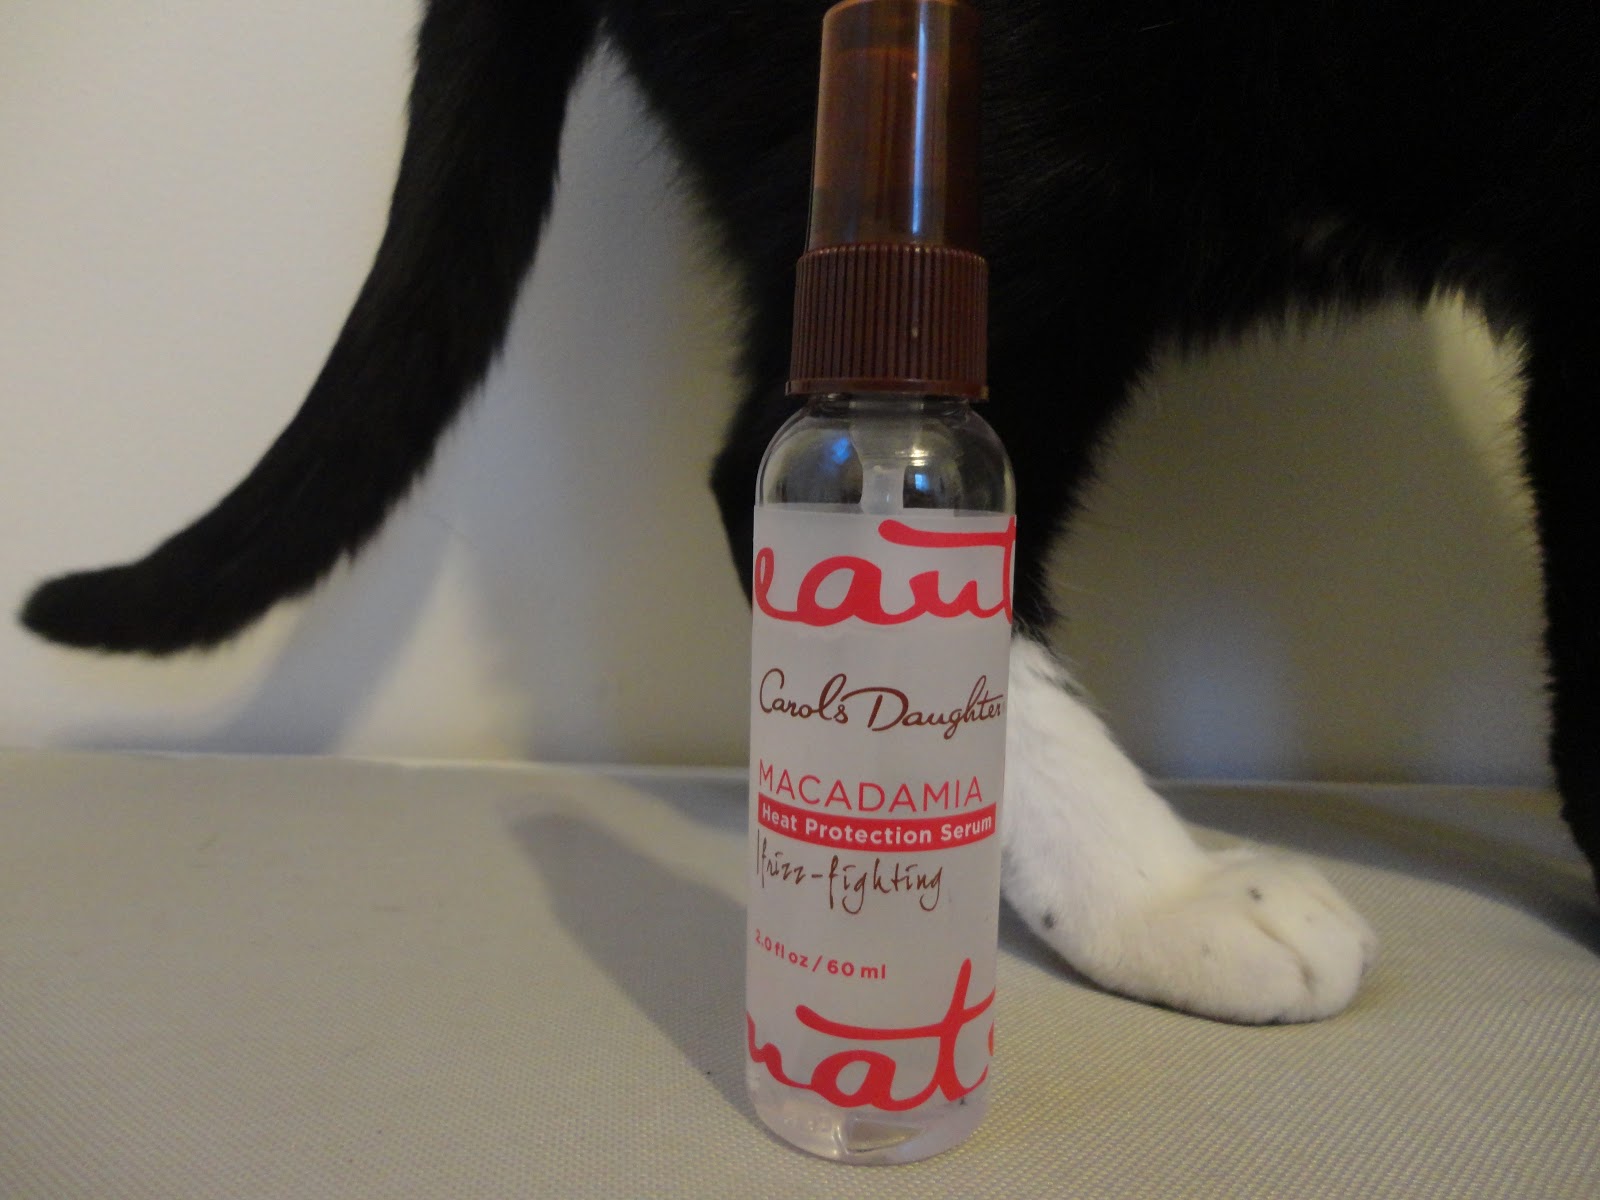 eaut
Carol's Daughter
MACADAMIA
Heat Protection Serum
frizz-fighting
2.0 fl oz / 60 ml
nat